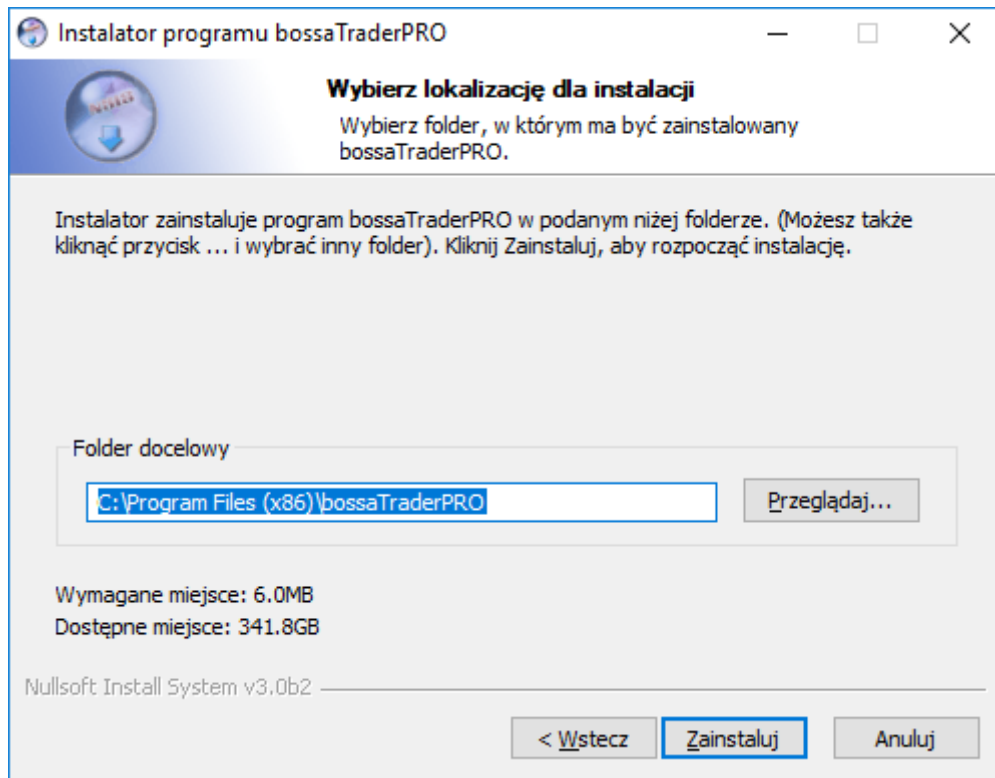 Instalator programu bossaTraderPRO
Wybierz lokalizację dla instalacji
Wybierz folder, w którym ma być zainstalowany
bossaTraderPRO.
Instalator zainstaluje program bossaTraderPRO w podanym niżej folderze. (Możesz także
kliknąć przycisk ... i wybrać inny folder). Kliknij Zainstaluj, aby rozpocząć instalację.
Folder docelowy
C:\Program Files (x86)\bossaTraderPRO
Przeglądaj...
Wymagane miejsce: 6.0MB
Dostępne miejsce: 341.8GB
Nullsoft Install System v3.0b2
< Wstecz
Zainstaluj
Anuluj